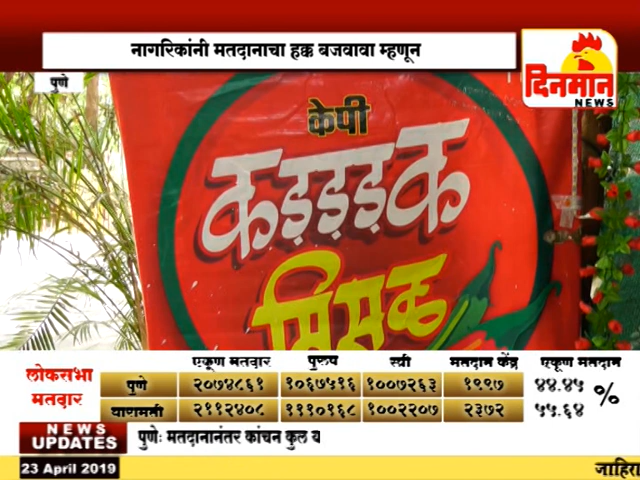 नागरिकांनी मतदानाचा हक्क बजवावा म्हणून
दिनमान
NEWS
पुणे
केपी
कड़ड़ड़क
मिसळ
एकूण मतदार पुरुष स्त्री मतदान केंद्र एकूण मतदान
लोकसभा
मतदार
पुणे २०७४८६१ १०६७५१६ १००७२६३ १९९७ ४४.४५
बारामती २११२४०८ १११०१६८ १००२२०७ २३७२ ५५.६४
%
NEWS
UPDATES
पुणेः मतदानानंतर कांचन कुल व
23 April 2019
जाहिरा